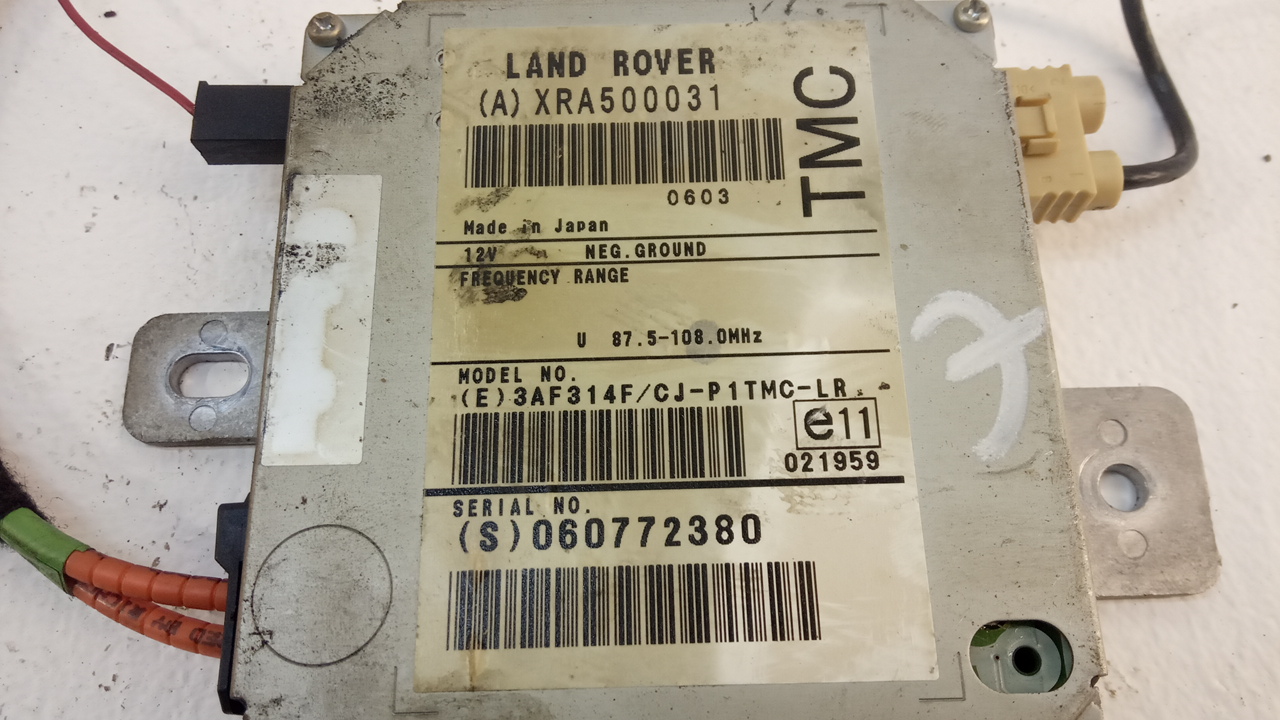 LAND ROVER
(A)XRA500031
TMC
0603
Made in Japan
12V NEG.GROUND
FREQUENCY RANGE
U 87.5-108.0MHz
MODEL NO.
(E)3AF314F/CJ-P1TMC-LR
e11
021959
SERIAL NO.
(S)060772380